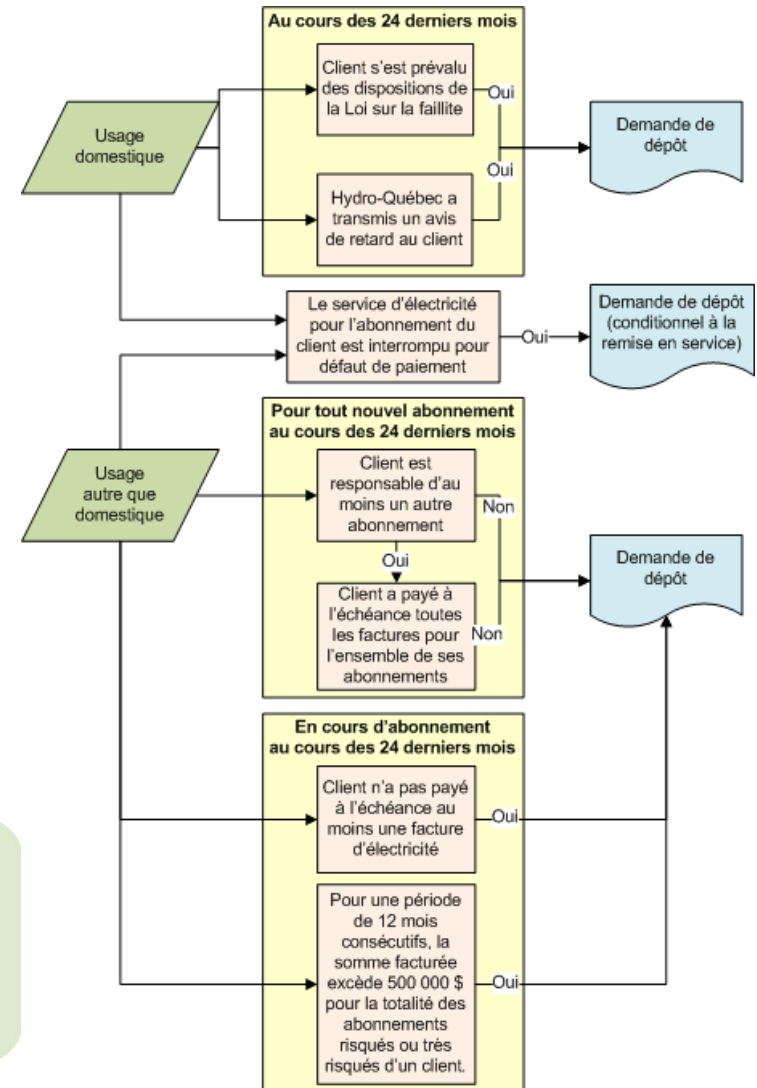 Au cours des 24 derniers mois
Client s'est prévalu
des dispositions de
la Loi sur la faillite
Oui
Usage
domestique
Demande de
dépôt
Oui
Hydro-Québec a
transmis un avis
de retard au client
Le service d'électricité
pour l'abonnement du
client est interrompu pour
défaut de paiement
Oui
Demande de dépôt
(conditionnel à la
remise en service)
Pour tout nouvel abonnement
au cours des 24 derniers mois
Usage
autre que
domestique
Client est
responsable d'au
moins un autre
abonnement
Non
Oui
Client a payé à
l'échéance toutes
les factures pour
l'ensemble de ses
abonnements
Non
Demande de
dépôt
En cours d'abonnement
au cours des 24 derniers mois
Client n'a pas payé
à l'échéance au
moins une facture
d'électricité
Oui
Pour une période
de 12 mois
consécutifs, la
somme facturée
excède 500 000 $
pour la totalité des
abonnements
risqués ou très
risqués d'un client.
Oui